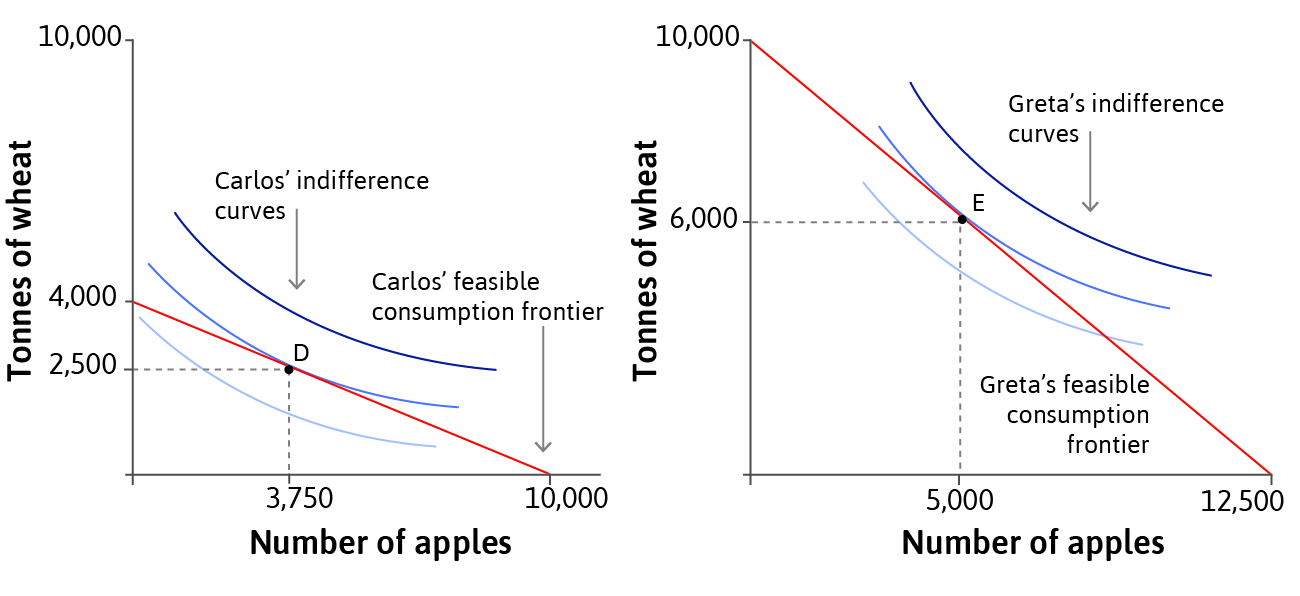 10,000
Tonnes of wheat
Carlos’ indifference
curves
Carlos’ feasible
consumption frontier
4,000
D
2,500
3,750
10,000
Number of apples
10,000
Tonnes of wheat
Greta’s indifference
curves
E
6,000
Greta’s feasible
consumption
frontier
5,000
12,500
Number of apples